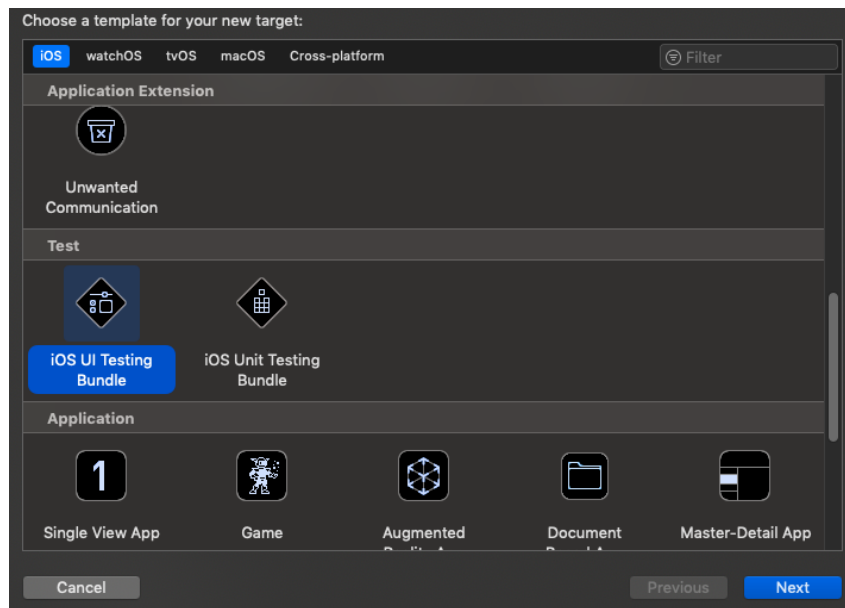 Choose a template for your new target:
iOS watchOS tvOS macOS Cross-platform Filter
Application Extension
Unwanted
Communication
Test
iOS UI Testing
Bundle
iOS Unit Testing
Bundle
Application
1
Single View App
Game
Augmented
Document
Master-Detail App
Cancel
Previous
Next